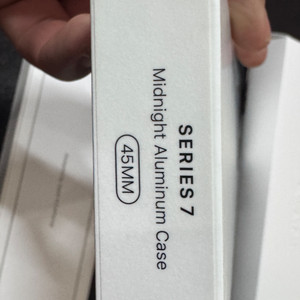 SERIES 7
Midnight Aluminum Case
45MM